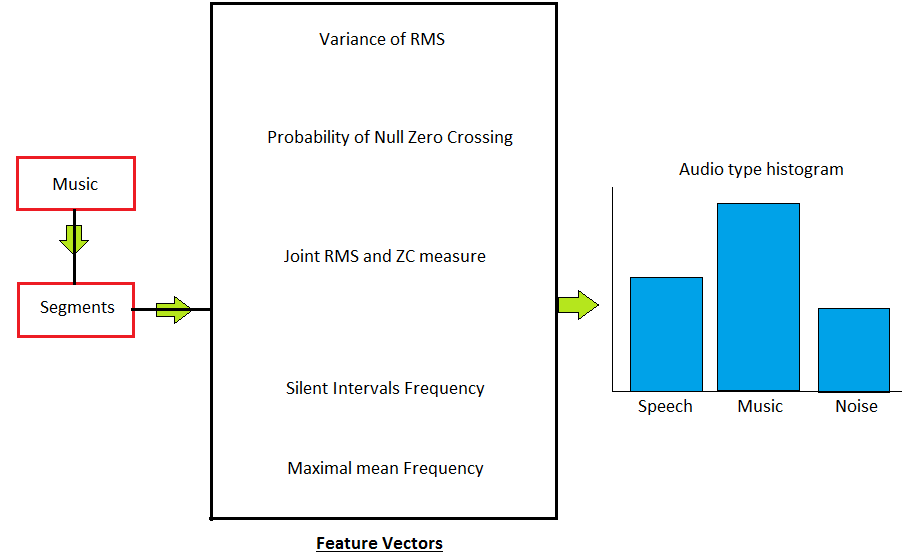 Music
Segments
Variance of RMS
Probability of Null Zero Crossing
Joint RMS and ZC measure
Silent Intervals Frequency
Maximal mean Frequency
Feature Vectors
Audio type histogram
Speech
Music
Noise